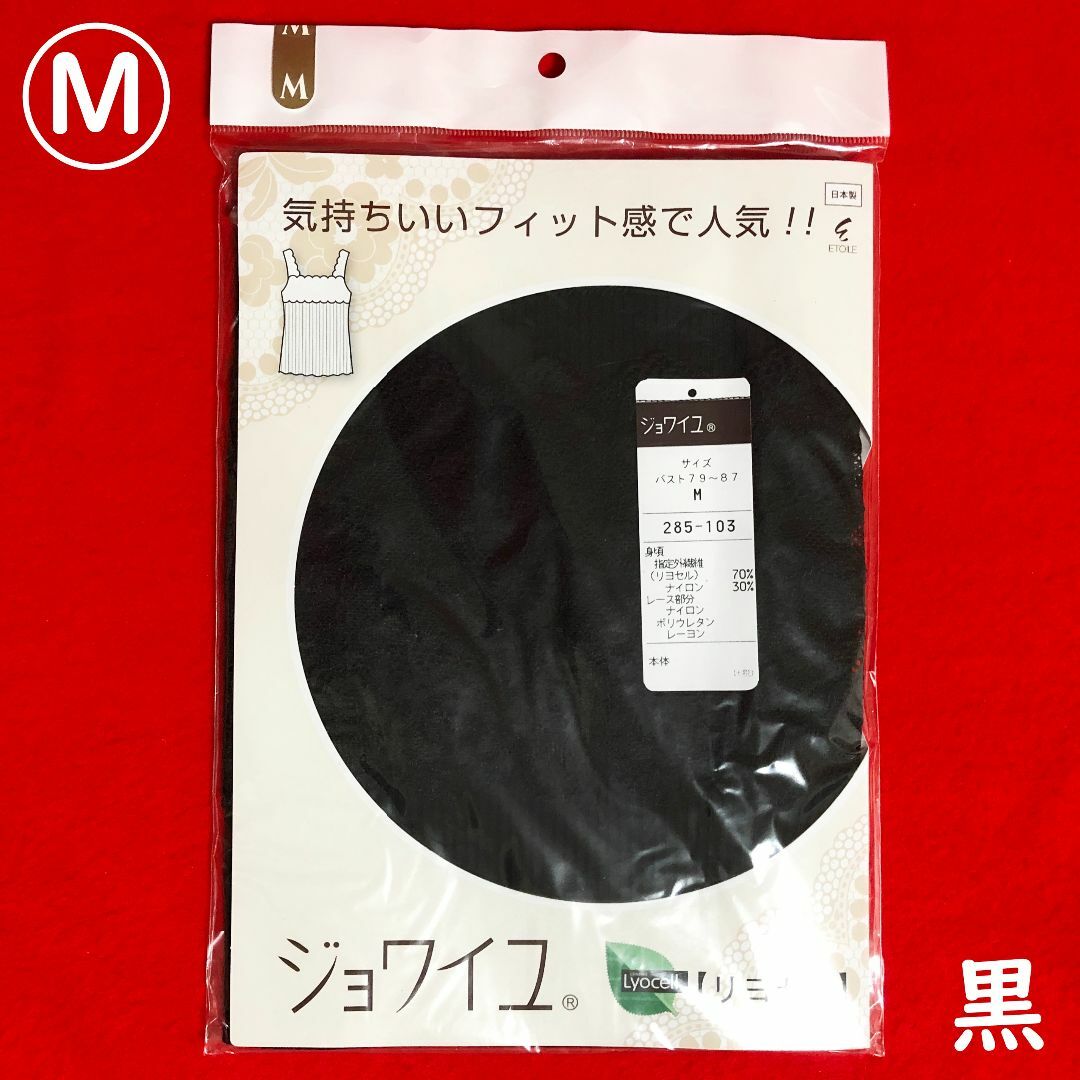 M
M
M
気持ちいいフィット感で人気!!
日本製
ETOILE
ジョワイユ®
サイズ
バスト79~87
M
285-103
身頃
指定外繊維
(リヨセル) 70%
ナイロン 30%
レース部分
ナイロン
ポリウレタン
レーヨン
本体
ジョワイユ®
Lyocell
【リヨ
黒